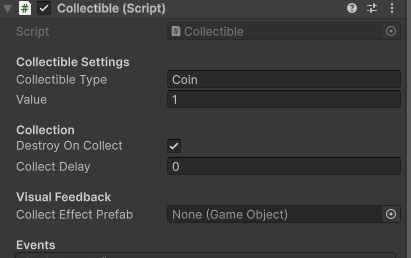 Collectible (Script)
Script Collectible
Collectible Settings
Collectible Type Coin
Value 1
Collection
Destroy On Collect
Collect Delay 0
Visual Feedback
Collect Effect Prefab None (Game Object)
Events